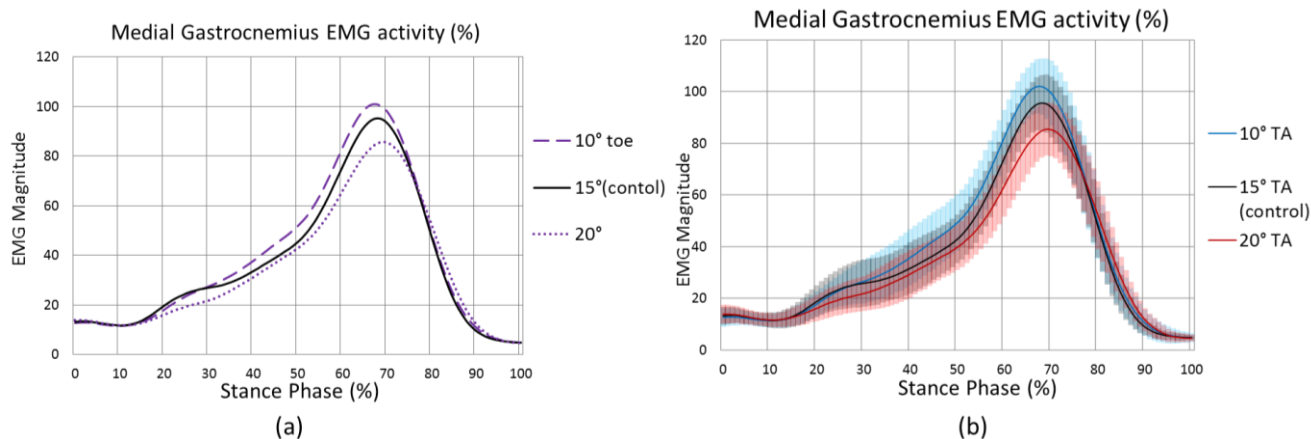 Medial Gastrocnemius EMG activity (%)
EMG Magnitude
120
100
80
60
40
20
0
0 10 20 30 40 50 60 70 80 90 100
Stance Phase (%)
10° toe
15°(contol)
20°
(a)
Medial Gastrocnemius EMG activity (%)
EMG Magnitude
120
100
80
60
40
20
0
0 10 20 30 40 50 60 70 80 90 100
Stance Phase (%)
10° TA
15° TA
(control)
20° TA
(b)